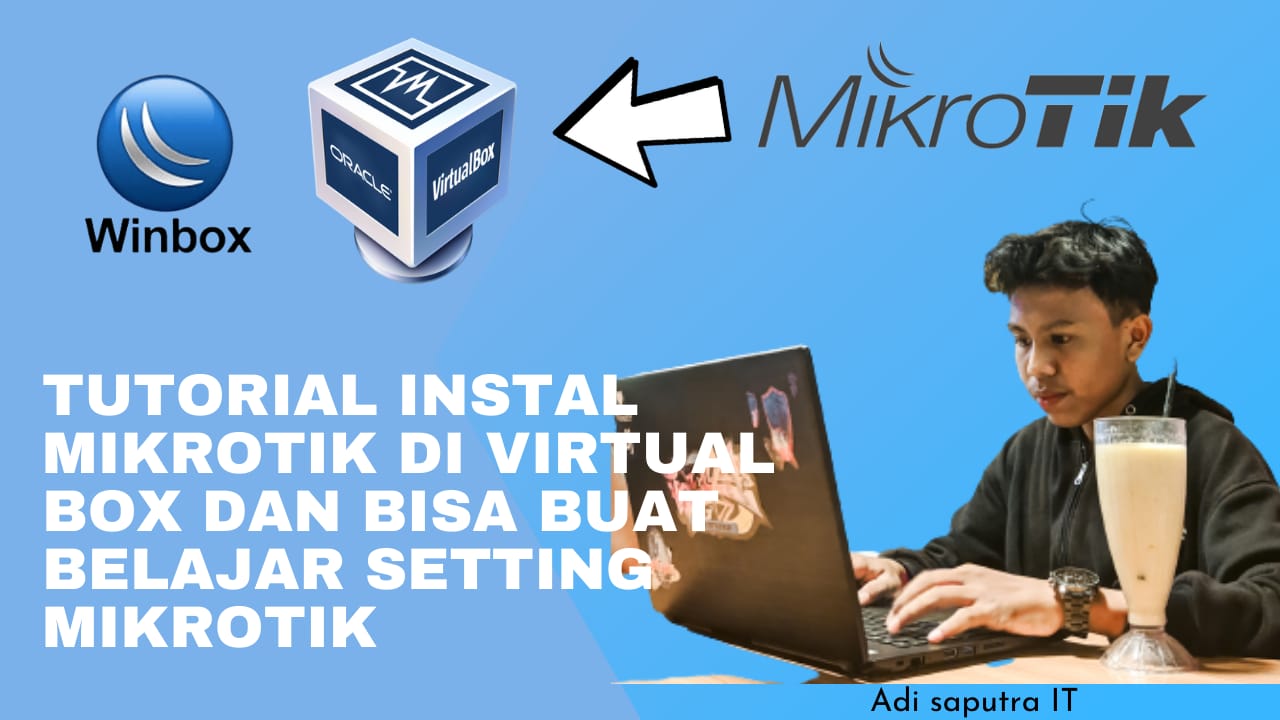 MikroTik
ORACLE
VirtualBox
Winbox
TUTORIAL INSTAL
MIKROTIK DI VIRTUAL
BOX DAN BISA BUAT
BELAJAR SETTING
MIKROTIK
Adi saputra IT